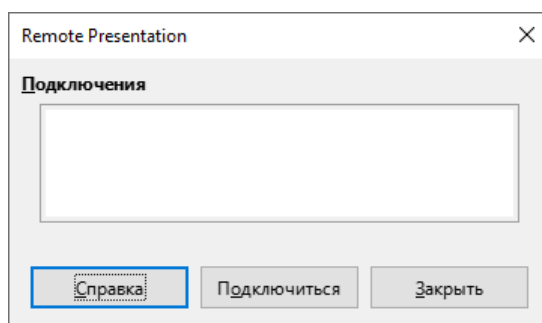 Remote Presentation
Подключения
Справка Подключиться Закрыть